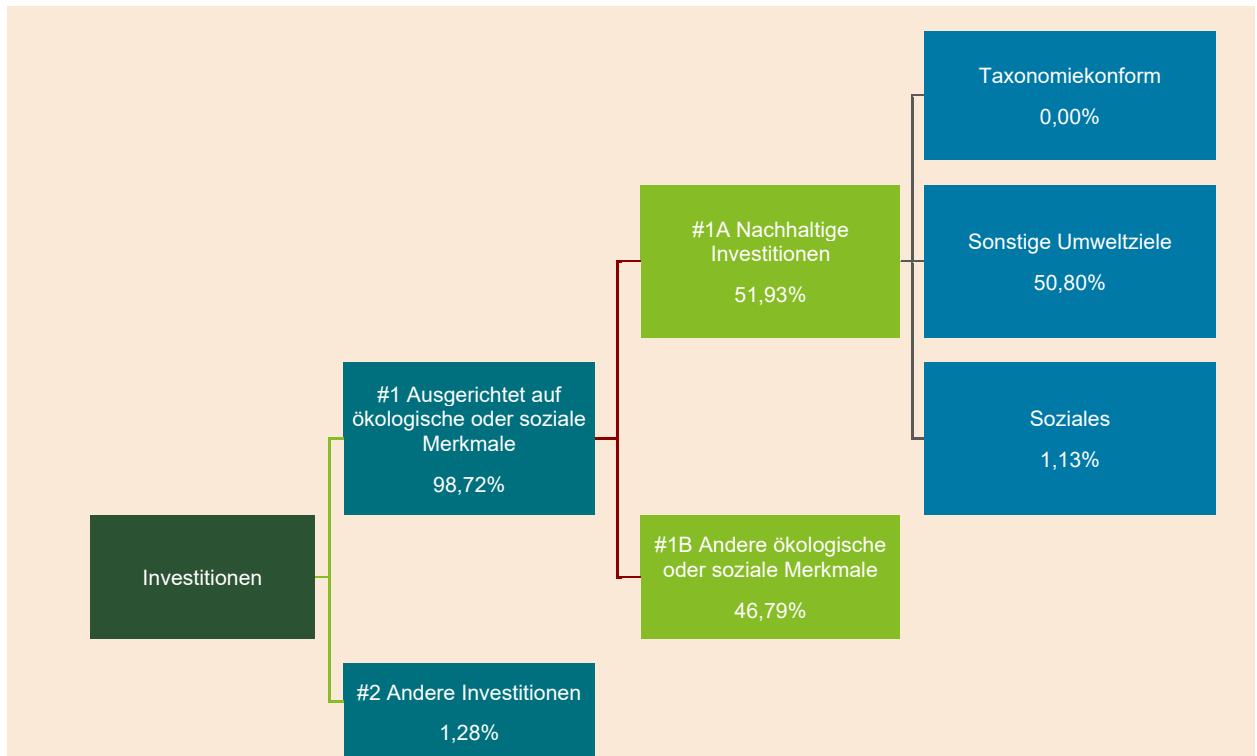 Taxonomiekonform
0,00%
#1A Nachhaltige
Investitionen
51,93%
Sonstige Umweltziele
50,80%
#1 Ausgerichtet auf
ökologische oder soziale
Merkmale
98,72%
Soziales
1,13%
Investitionen
#1B Andere ökologische
oder soziale Merkmale
46,79%
#2 Andere Investitionen
1,28%